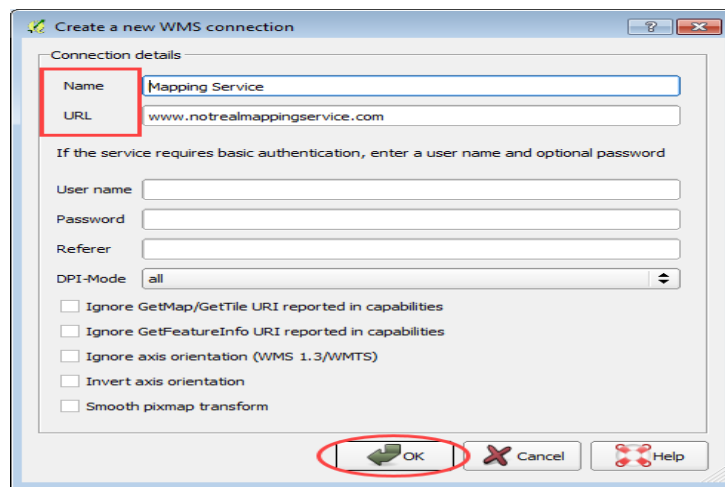 Create a new WMS connection
Connection details
Name Mapping Service
URL www.notrealmappingservice.com
If the service requires basic authentication, enter a user name and optional password
User name
Password
Referer
DPI-Mode all
Ignore GetMap/GetTile URI reported in capabilities
Ignore GetFeatureInfo URI reported in capabilities
Ignore axis orientation (WMS 1.3/WMTS)
Invert axis orientation
Smooth pixmap transform
OK Cancel Help